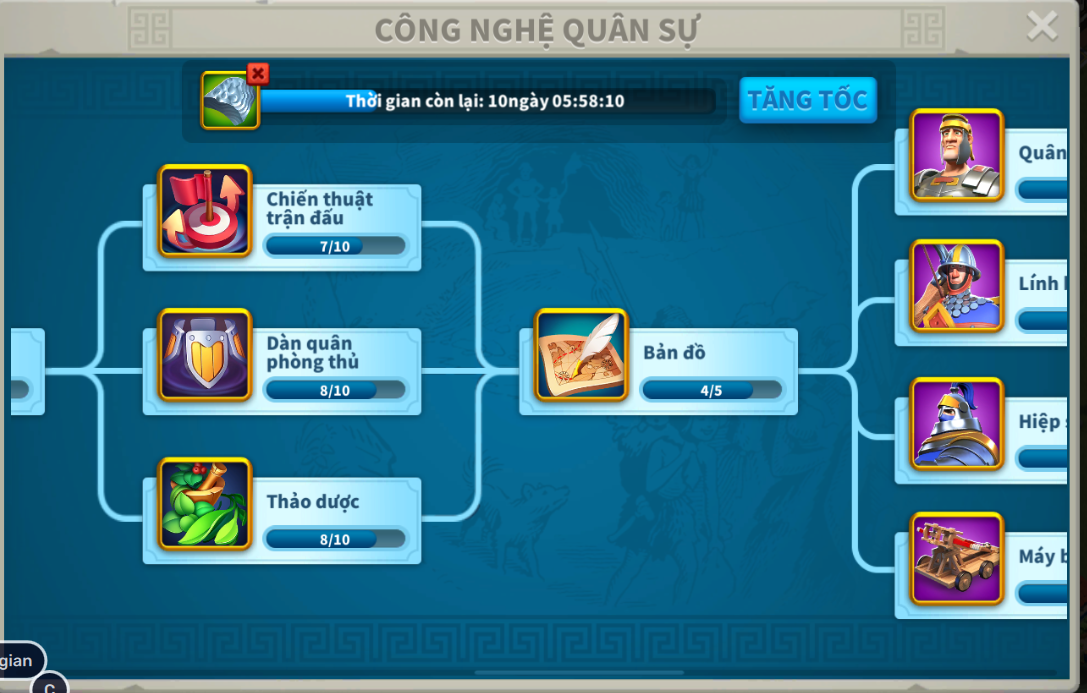 CÔNG NGHỆ QUÂN SỰ
Thời gian còn lại: 10ngày 05:58:10
TĂNG TỐC
Chiến thuật
trận đấu
7/10
Dàn quân
phòng thủ
8/10
Thảo dược
8/10
Bản đồ
4/5
Quân
Lính
Hiệp
Máy
gian
C